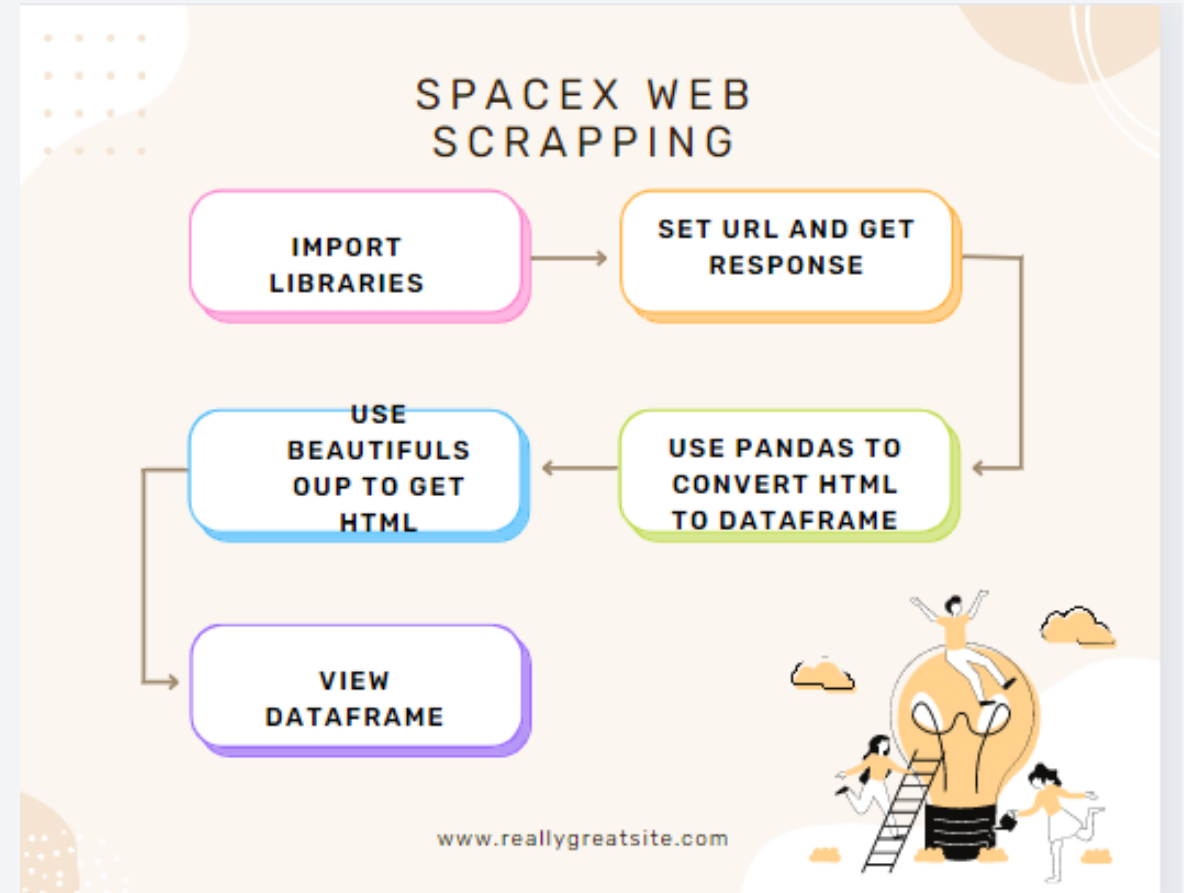 SPACEX WEB
SCRAPPING
IMPORT
LIBRARIES
SET URL AND GET
RESPONSE
USE PANDAS TO
CONVERT HTML
TO DATAFRAME
USE
BEAUTIFULS
OUP TO GET
HTML
VIEW
DATAFRAME
www.reallygreatsite.com